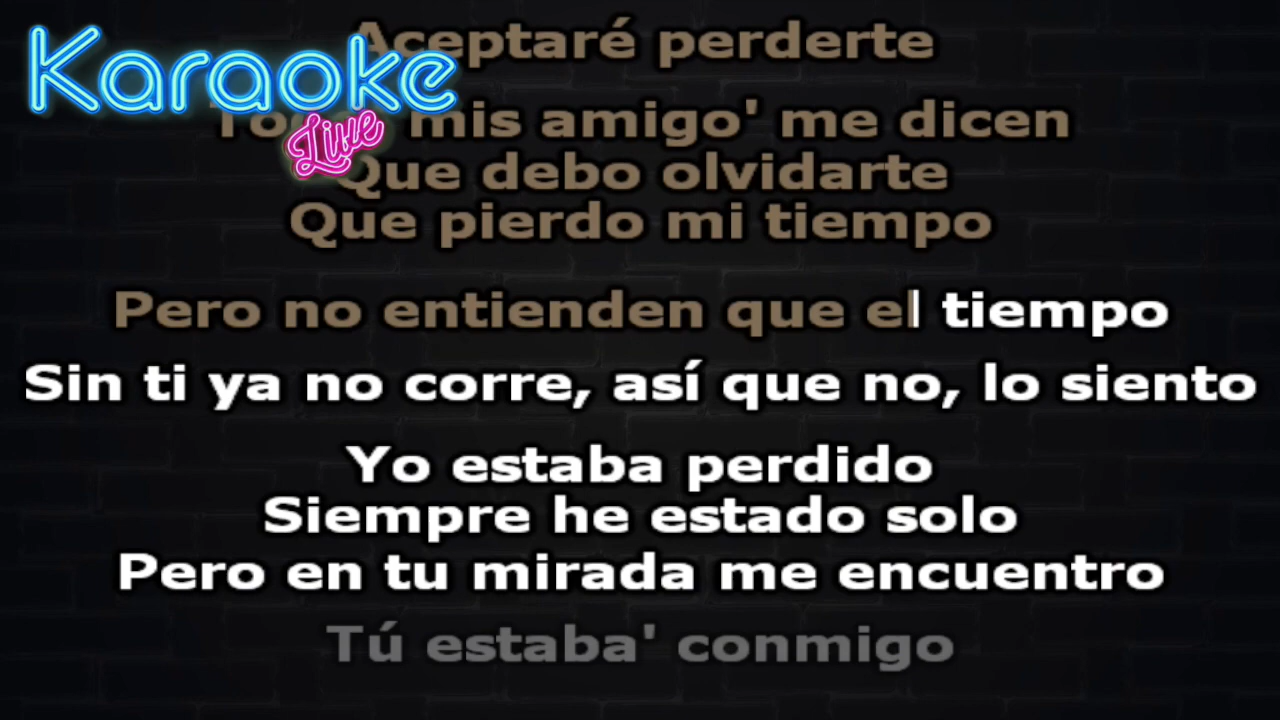 Karaoke
Live
Aceptaré perderte
mis amigo' me dicen
Que debo olvidarte
Que pierdo mi tiempo
Pero no entienden que el tiempo
Sin ti ya no corre, así que no, lo siento
Yo estaba perdido
Siempre he estado solo
Pero en tu mirada me encuentro
Tú estaba' conmigo